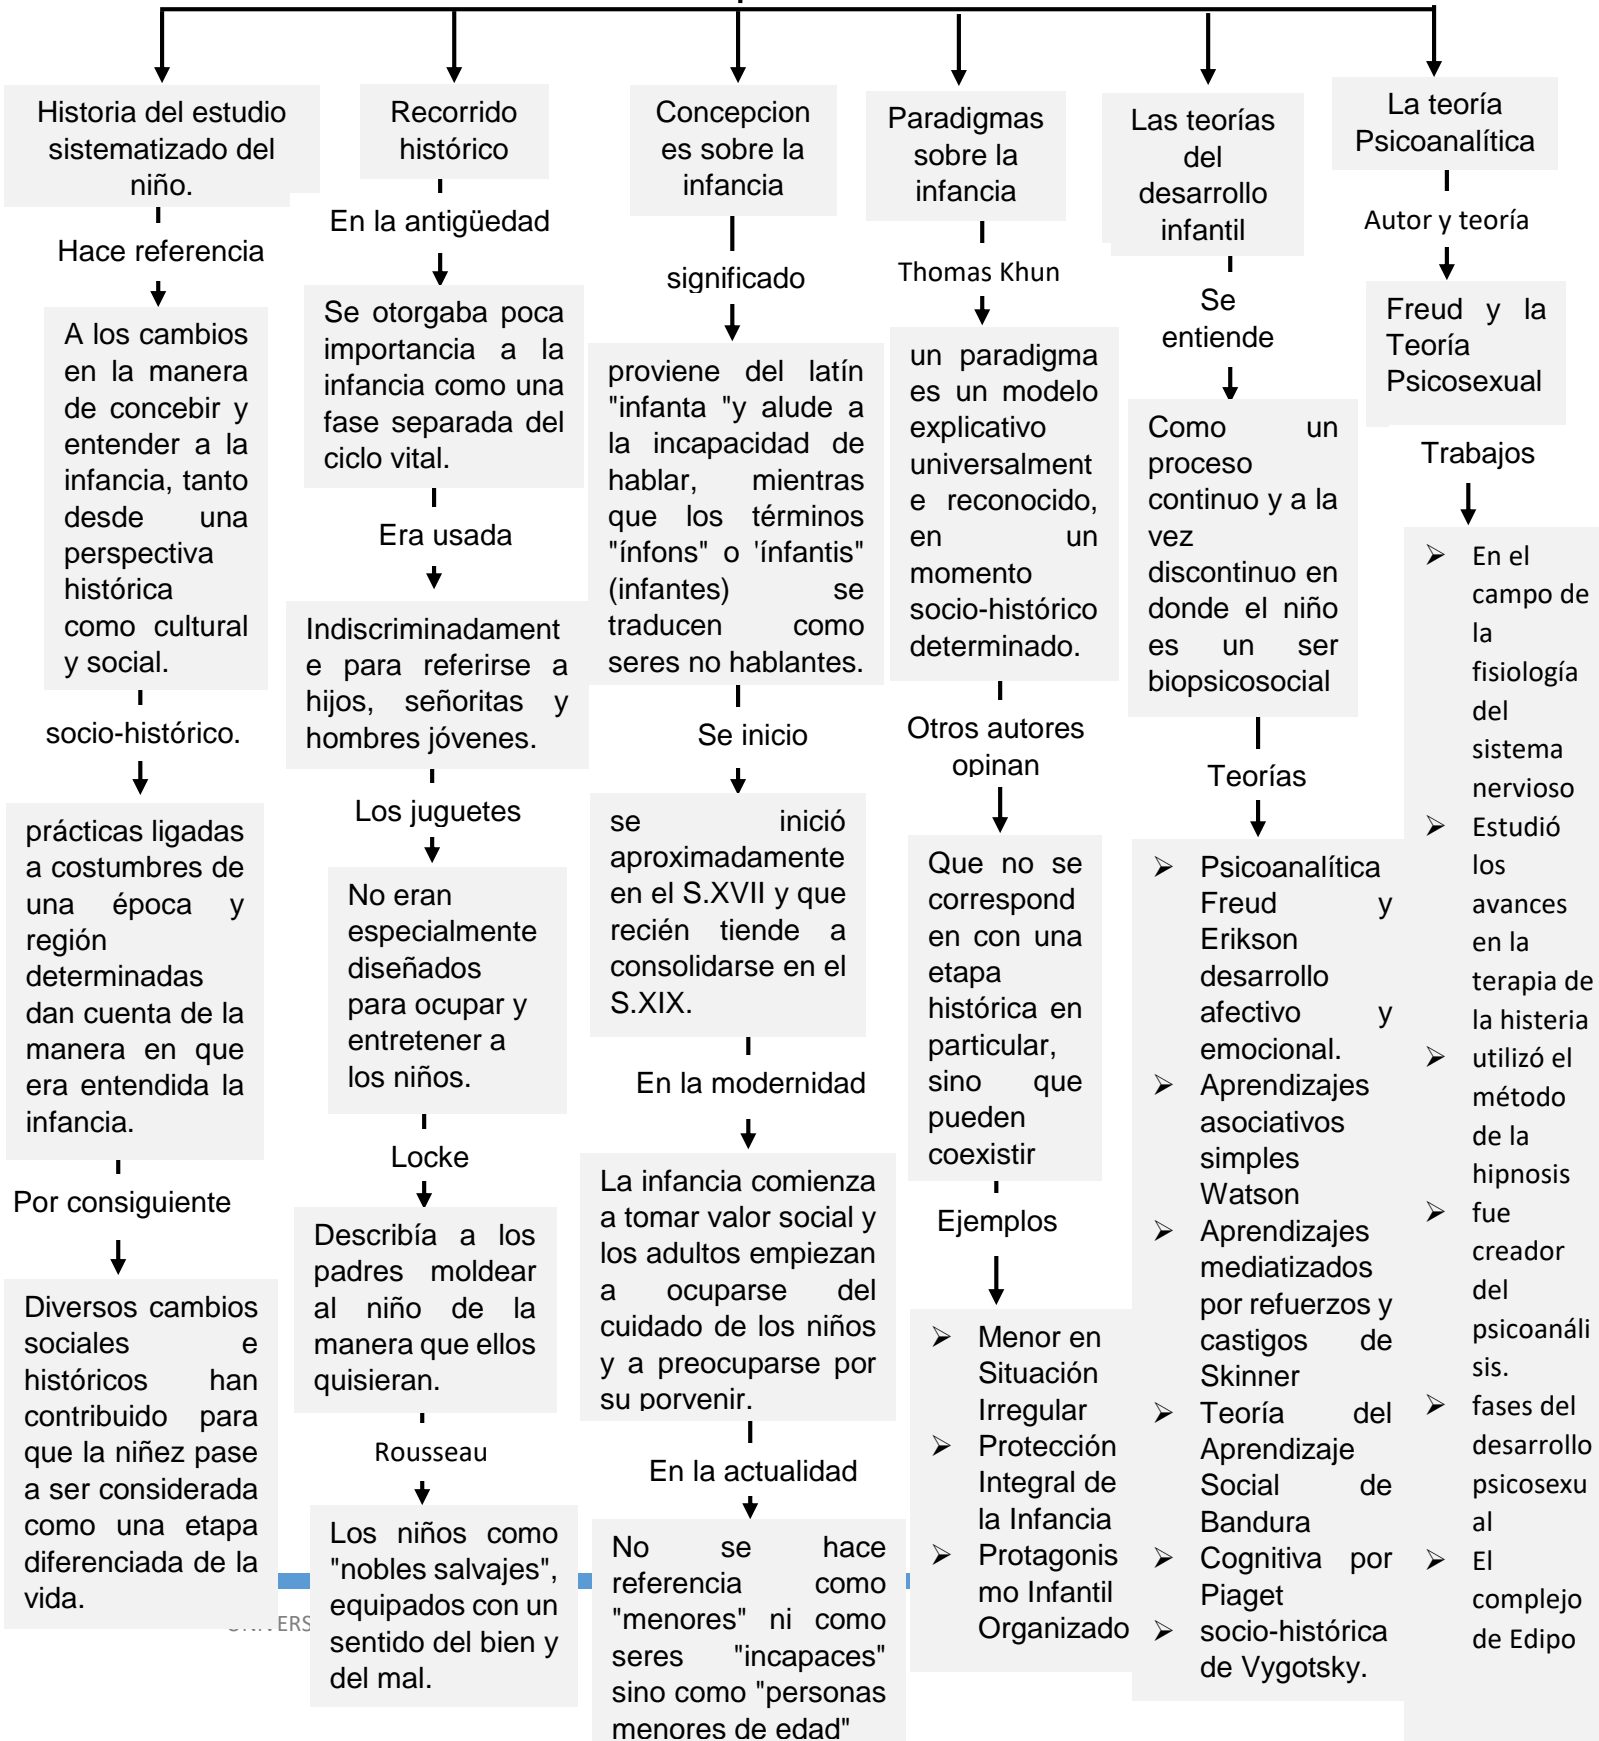 Historia del estudio
sistematizado del
niño.
Hace referencia
A los cambios
en la manera
de concebir y
entender a la
infancia, tanto
desde una
perspectiva
histórica
como cultural
y social.
socio-histórico.
prácticas ligadas
a costumbres de
una época y
región
determinadas
dan cuenta de la
manera en que
era entendida la
infancia.
Por consiguiente
Diversos cambios
sociales e
históricos han
contribuido para
que la niñez pase
a ser considerada
como una etapa
diferenciada de la
vida.
Recorrido
histórico
En la antigüedad
Se otorgaba poca
importancia a la
infancia como una
fase separada del
ciclo vital.
Era usada
Indiscriminadament
e para referirse a
hijos, señoritas y
hombres jóvenes.
Los juguetes
No eran
especialmente
diseñados
para ocupar y
entretener a
los niños.
Locke
Describía a los
padres moldear
al niño de la
manera que ellos
quisieran.
Rousseau
Los niños como
"nobles salvajes",
equipados con un
sentido del bien y
del mal.
Concepcion
es sobre la
infancia
significado
proviene del latín
"infanta "y alude a
la incapacidad de
hablar, mientras
que los términos
"ínfons" o 'ínfantis"
(infantes) se
traducen como
seres no hablantes.
Se inicio
se inició
aproximadamente
en el S.XVII y que
recién tiende a
consolidarse en el
S.XIX.
En la modernidad
La infancia comienza
a tomar valor social y
los adultos empiezan
a ocuparse del
cuidado de los niños
y a preocuparse por
su porvenir.
En la actualidad
No se hace
referencia como
"menores" ni como
seres "incapaces"
sino como "personas
menores de edad"
Paradigmas
sobre la
infancia
Thomas Khun
un paradigma
es un modelo
explicativo
universalment
e reconocido,
en un
momento
socio-histórico
determinado.
Otros autores
opinan
Que no se
correspond
en con una
etapa
histórica en
particular,
sino que
pueden
coexistir
Ejemplos
➢ Menor en
Situación
Irregular
➢ Protección
Integral de
la Infancia
➢ Protagonis
mo Infantil
Organizado
Las teorías
del
desarrollo
infantil
Se
entiende
Como un
proceso
continuo y a la
vez
discontinuo en
donde el niño
es un ser
biopsicosocial
Teorías
➢ Psicoanalítica
Freud y
Erikson
desarrollo
afectivo y
emocional.
➢ Aprendizajes
asociativos
simples
Watson
➢ Aprendizajes
mediatizados
por refuerzos y
castigos de
Skinner
➢ Teoría del
Aprendizaje
Social de
Bandura
➢ Cognitiva por
Piaget
➢ socio-histórica
de Vygotsky.
La teoría
Psicoanalítica
Autor y teoría
Freud y la
Teoría
Psicosexual
Trabajos
➢ En el
campo de
la
fisiología
del
sistema
nervioso
➢ Estudió
los
avances
en la
terapia de
la histeria
➢ utilizó el
método
de la
hipnosis
➢ fue
creador
del
psicoanáli
sis.
➢ fases del
desarrollo
psicosexu
al
➢ El
complejo
de Edipo